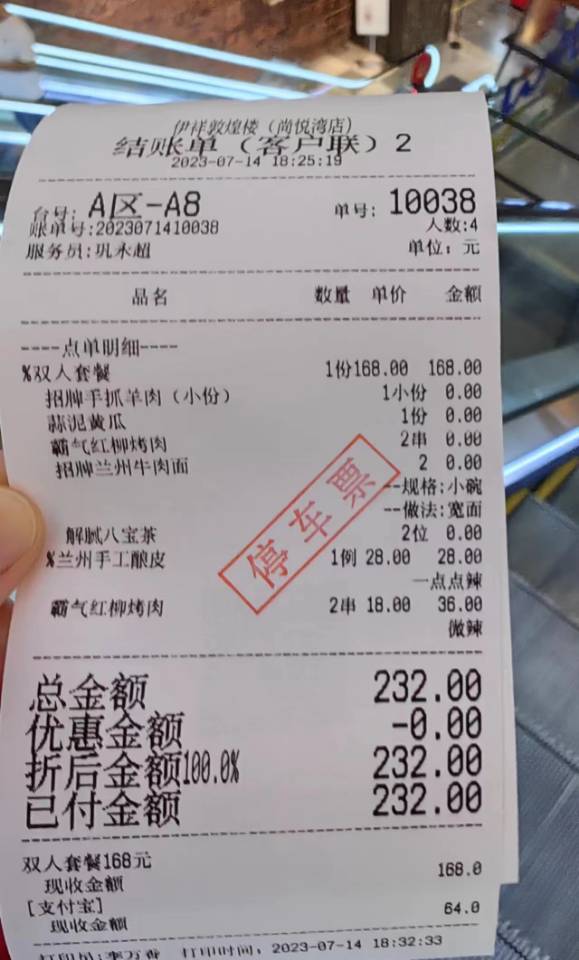 伊祥敦煌楼（尚悦湾店）
结账单（客户联）2
2023-07-14 18:25:19
台号: A区-A8 单号: 10038
账单号:2023071410038 人数:4
服务员:巩永超 单位: 元
品名 数量 单价 金额
----点单明细----
%双人套餐 1份168.00 168.00
招牌手抓羊肉（小份） 1小份 0.00
蒜泥黄瓜 1份 0.00
霸气红柳烤肉 2串 0.00
招牌兰州牛肉面 2 0.00
--规格:小碗
--做法:宽面
解腻八宝茶 2位 0.00
%兰州手工酿皮 1例 28.00 28.00
一点点辣
霸气红柳烤肉 2串 18.00 36.00
微辣
停车票
总金额 232.00
优惠金额 -0.00
折后金额100.0% 232.00
已付金额 232.00
双人套餐168元 168.0
现收金额
[支付宝] 64.0
现收金额
打印员:李万香 打印时间, 2023-07-14 18:32:33